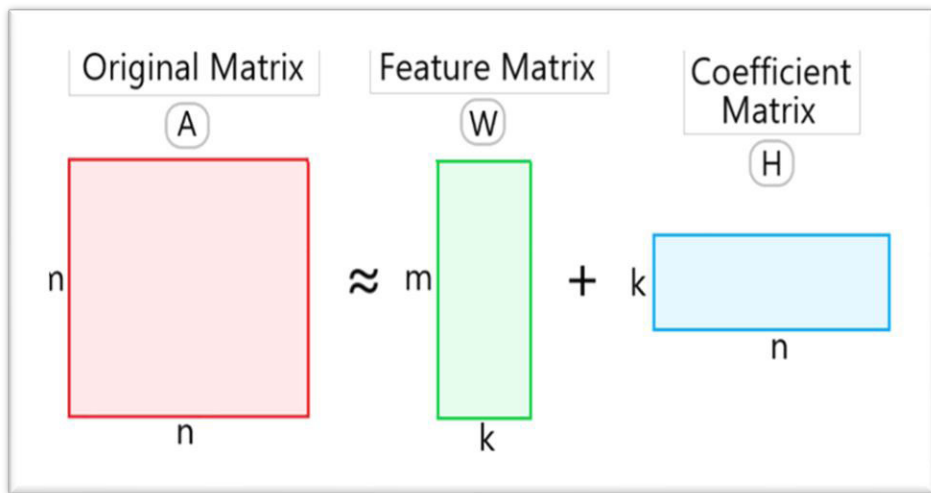 Original Matrix
Feature Matrix
Coefficient
Matrix
A
W
H
n
≈
m
+
k
n
k
n